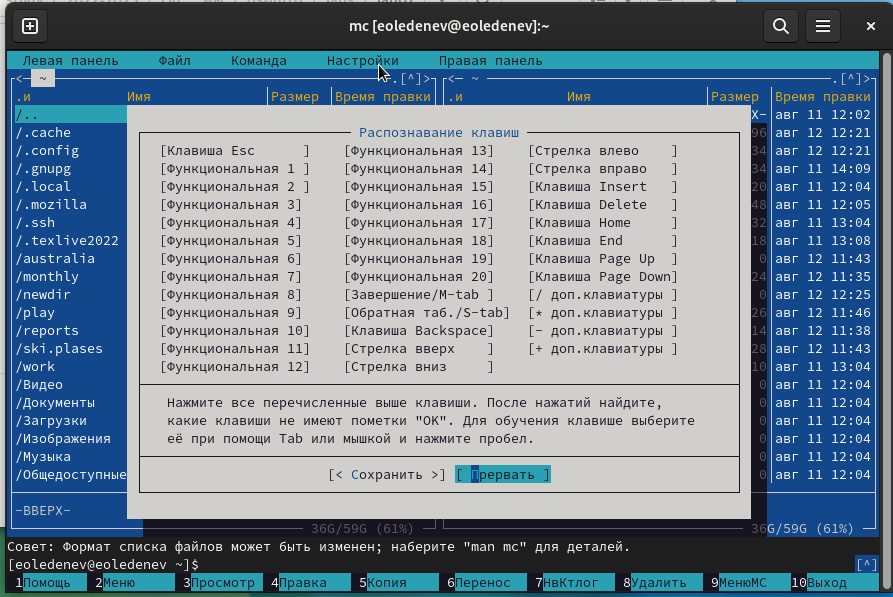 mc [eoledenev@eoledenev]:~
Левая панель Файл Команда Настройки Правая панель
<— ~ .[^]> <— ~ .[^]>
.и Имя Размер Время правки .и Имя Размер Время правки
/.. Х- авг 11 12:02
/.cache 96 авг 12 12:21
/.config 34 авг 12 12:21
/.gnupg 34 авг 11 14:09
/.local 20 авг 11 12:04
/.mozilla 48 авг 11 12:05
/.ssh 32 авг 11 13:04
/.texlive2022 18 авг 11 13:08
/australia 0 авг 12 11:43
/monthly 24 авг 12 11:35
/newdir 0 авг 12 12:25
/play 26 авг 12 11:46
/reports 14 авг 12 11:38
/ski.plases 28 авг 12 11:43
/work 10 авг 11 13:04
/Видео 0 авг 11 12:04
/Документы 0 авг 11 12:04
/Загрузки 0 авг 11 12:04
/Изображения 0 авг 11 12:04
/Музыка 0 авг 11 12:04
/Общедоступные 0 авг 11 12:04
Распознавание клавиш
[Клавиша Esc ] [Функциональная 13] [Стрелка влево ]
[Функциональная 1 ] [Функциональная 14] [Стрелка вправо ]
[Функциональная 2 ] [Функциональная 15] [Клавиша Insert ]
[Функциональная 3] [Функциональная 16] [Клавиша Delete ]
[Функциональная 4] [Функциональная 17] [Клавиша Home ]
[Функциональная 5] [Функциональная 18] [Клавиша End ]
[Функциональная 6] [Функциональная 19] [Клавиша Page Up ]
[Функциональная 7] [Функциональная 20] [Клавиша Page Down]
[Функциональная 8] [Завершение/M-tab ] [/ доп.клавиатуры ]
[Функциональная 9] [Обратная таб./S-tab] [* доп.клавиатуры ]
[Функциональная 10] [Клавиша Backspace] [- доп.клавиатуры ]
[Функциональная 11] [Стрелка вверх ] [+ доп.клавиатуры ]
[Функциональная 12] [Стрелка вниз ]
Нажмите все перечисленные выше клавиши. После нажатий найдите,
какие клавиши не имеют пометки "OK". Для обучения клавише выберите
её при помощи Tab или мышкой и нажмите пробел.
[< Сохранить >] [ Прервать ]
-ВВЕРХ-
36G/59G (61%) 36G/59G (61%)
Совет: Формат списка файлов может быть изменен; наберите "man mc" для деталей.
[eoledenev@eoledenev ~]$ [^]
1Помощь 2Меню 3Просмотр 4Правка 5Копия 6Перенос 7НвКтлог 8Удалить 9МенюМС 10Выход